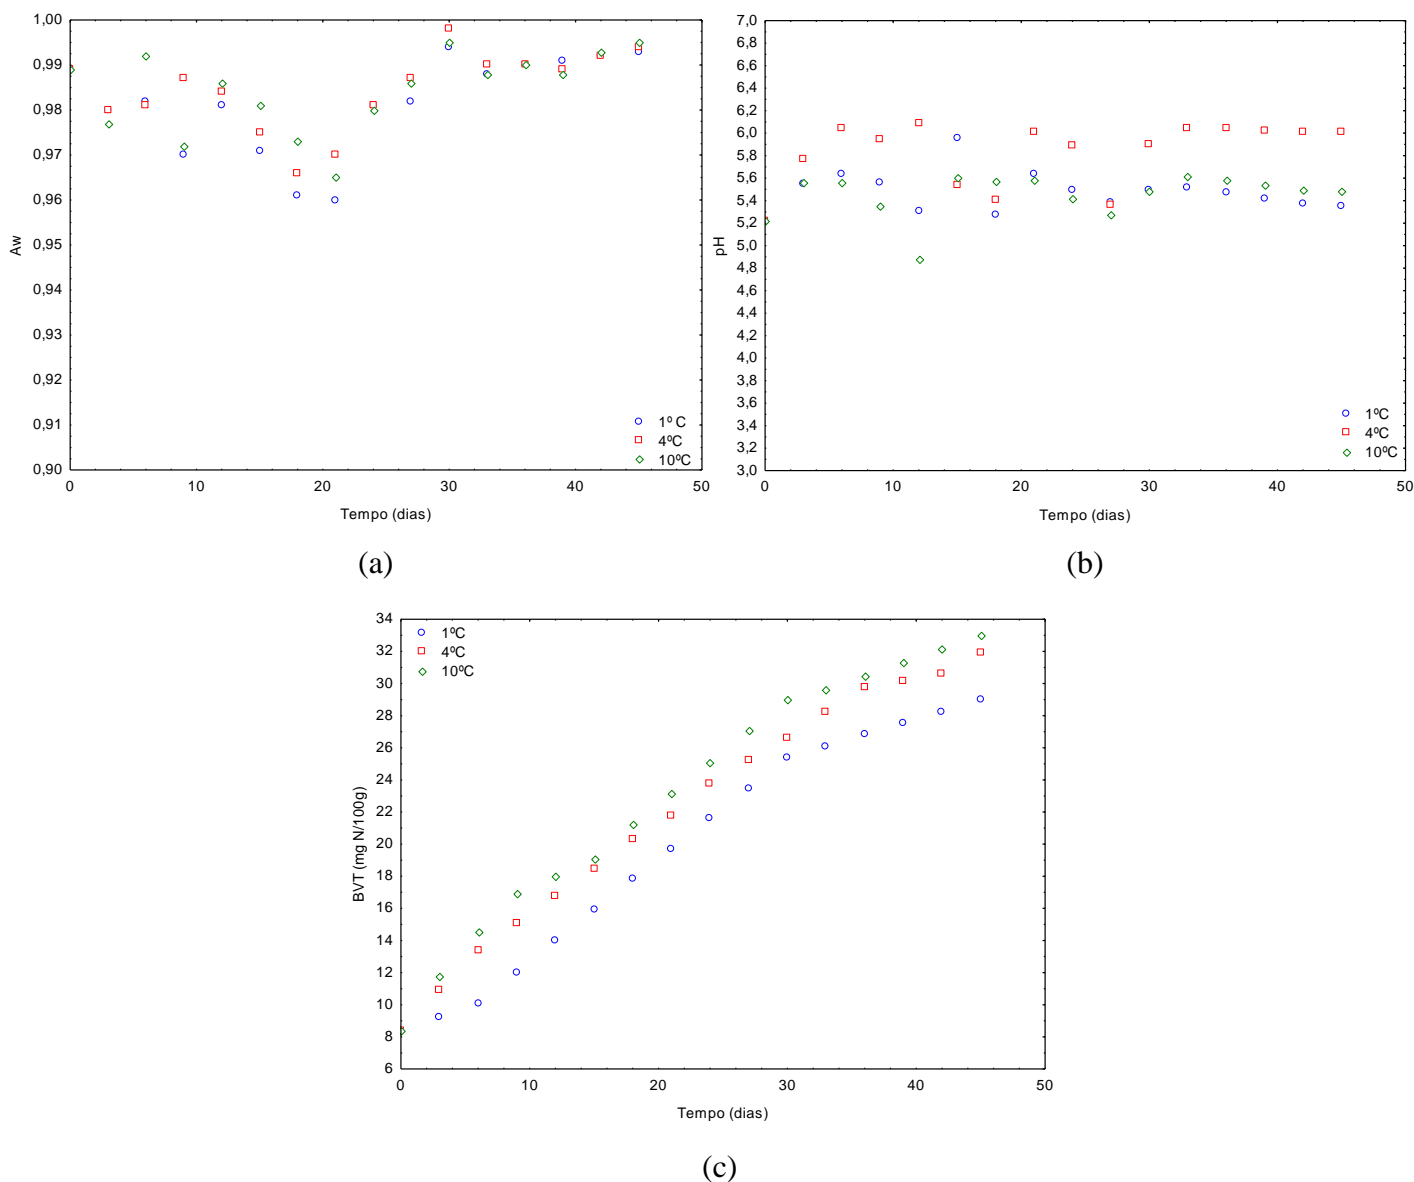 1,00
0,99
0,98
0,97
0,96
0,95
0,94
0,93
0,92
0,91
0,90
Aw
0 10 20 30 40 50
Tempo (dias)
1º C
4ºC
10ºC
(a)
7,0
6,8
6,6
6,4
6,2
6,0
5,8
5,6
5,4
5,2
5,0
4,8
4,6
4,4
4,2
4,0
3,8
3,6
3,4
3,2
3,0
pH
0 10 20 30 40 50
Tempo (dias)
1ºC
4ºC
10ºC
(b)
34
32
30
28
26
24
22
20
18
16
14
12
10
8
6
BVT (mg N/100g)
0 10 20 30 40 50
Tempo (dias)
1ºC
4ºC
10ºC
(c)